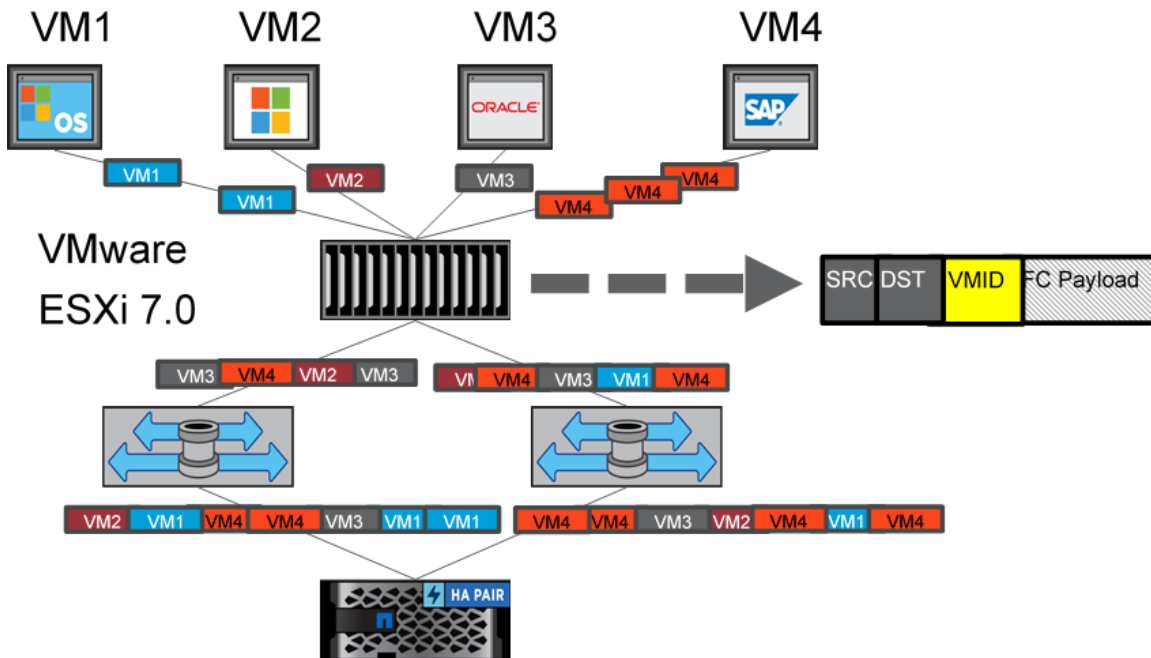 VM1 VM2 VM3 VM4
OS
ORACLE
SAP
VM1
VM2
VM3
VM4
VM4
VM4
VM1
VMware
ESXi 7.0
SRC DST VMID FC Payload
VM3 VM4 VM2 VM3
VM4 VM3 VM1 VM4
VM2 VM1 VM4 VM4 VM3 VM1 VM1
VM4 VM4 VM3 VM2 VM4 VM1 VM4
HA PAIR